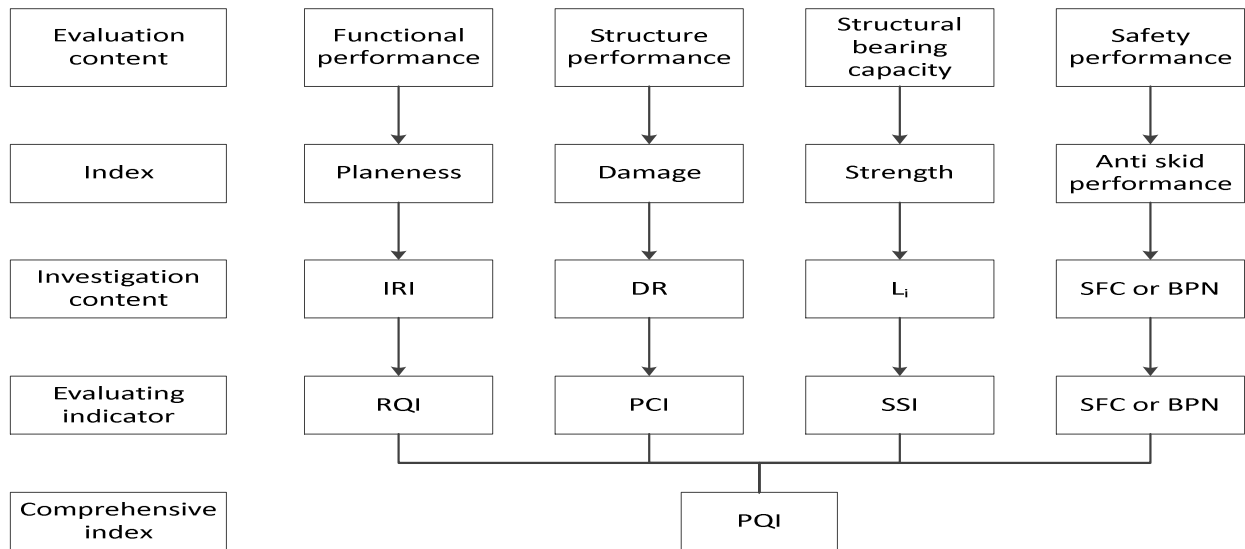 Evaluation
content
Functional
performance
Structure
performance
Structural
bearing
capacity
Safety
performance
Index
Planeness
Damage
Strength
Anti skid
performance
Investigation
content
IRI
DR
Lᵢ
SFC or BPN
Evaluating
indicator
RQI
PCI
SSI
SFC or BPN
Comprehensive
index
PQI